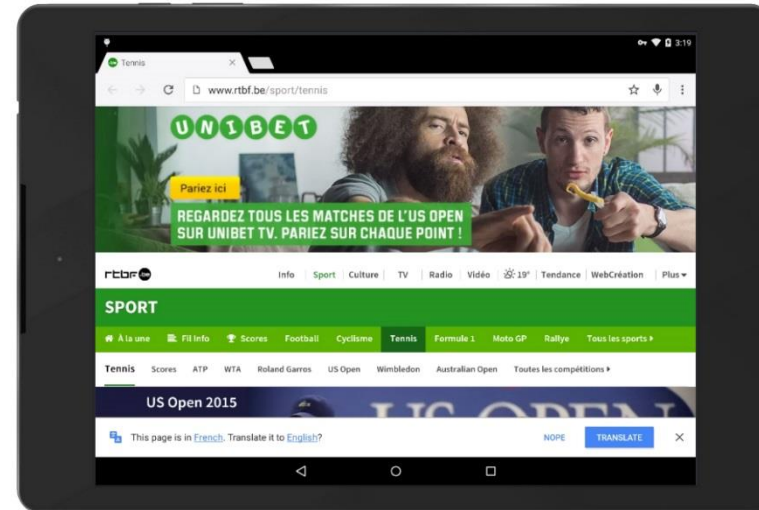 3:19
Tennis
www.rtbf.be/sport/tennis
UNIBET
Pariez ici
REGARDEZ TOUS LES MATCHES DE L'US OPEN
SUR UNIBET TV. PARIEZ SUR CHAQUE POINT !
rtbf.be
Info Sport Culture TV Radio Vidéo 19° Tendance WebCréation Plus
SPORT
À la une Fil Info Scores Football Cyclisme Tennis Formule 1 Moto GP Rallye Tous les sports
Tennis Scores ATP WTA Roland Garros US Open Wimbledon Australian Open Toutes les compétitions
US Open 2015
US OPEN
This page is in French. Translate it to English?
NOPE TRANSLATE